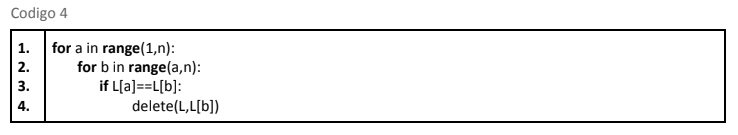 Codigo 4
1. for a in range(1,n):
2. for b in range(a,n):
3. if L[a]==L[b]:
4. delete(L,L[b])